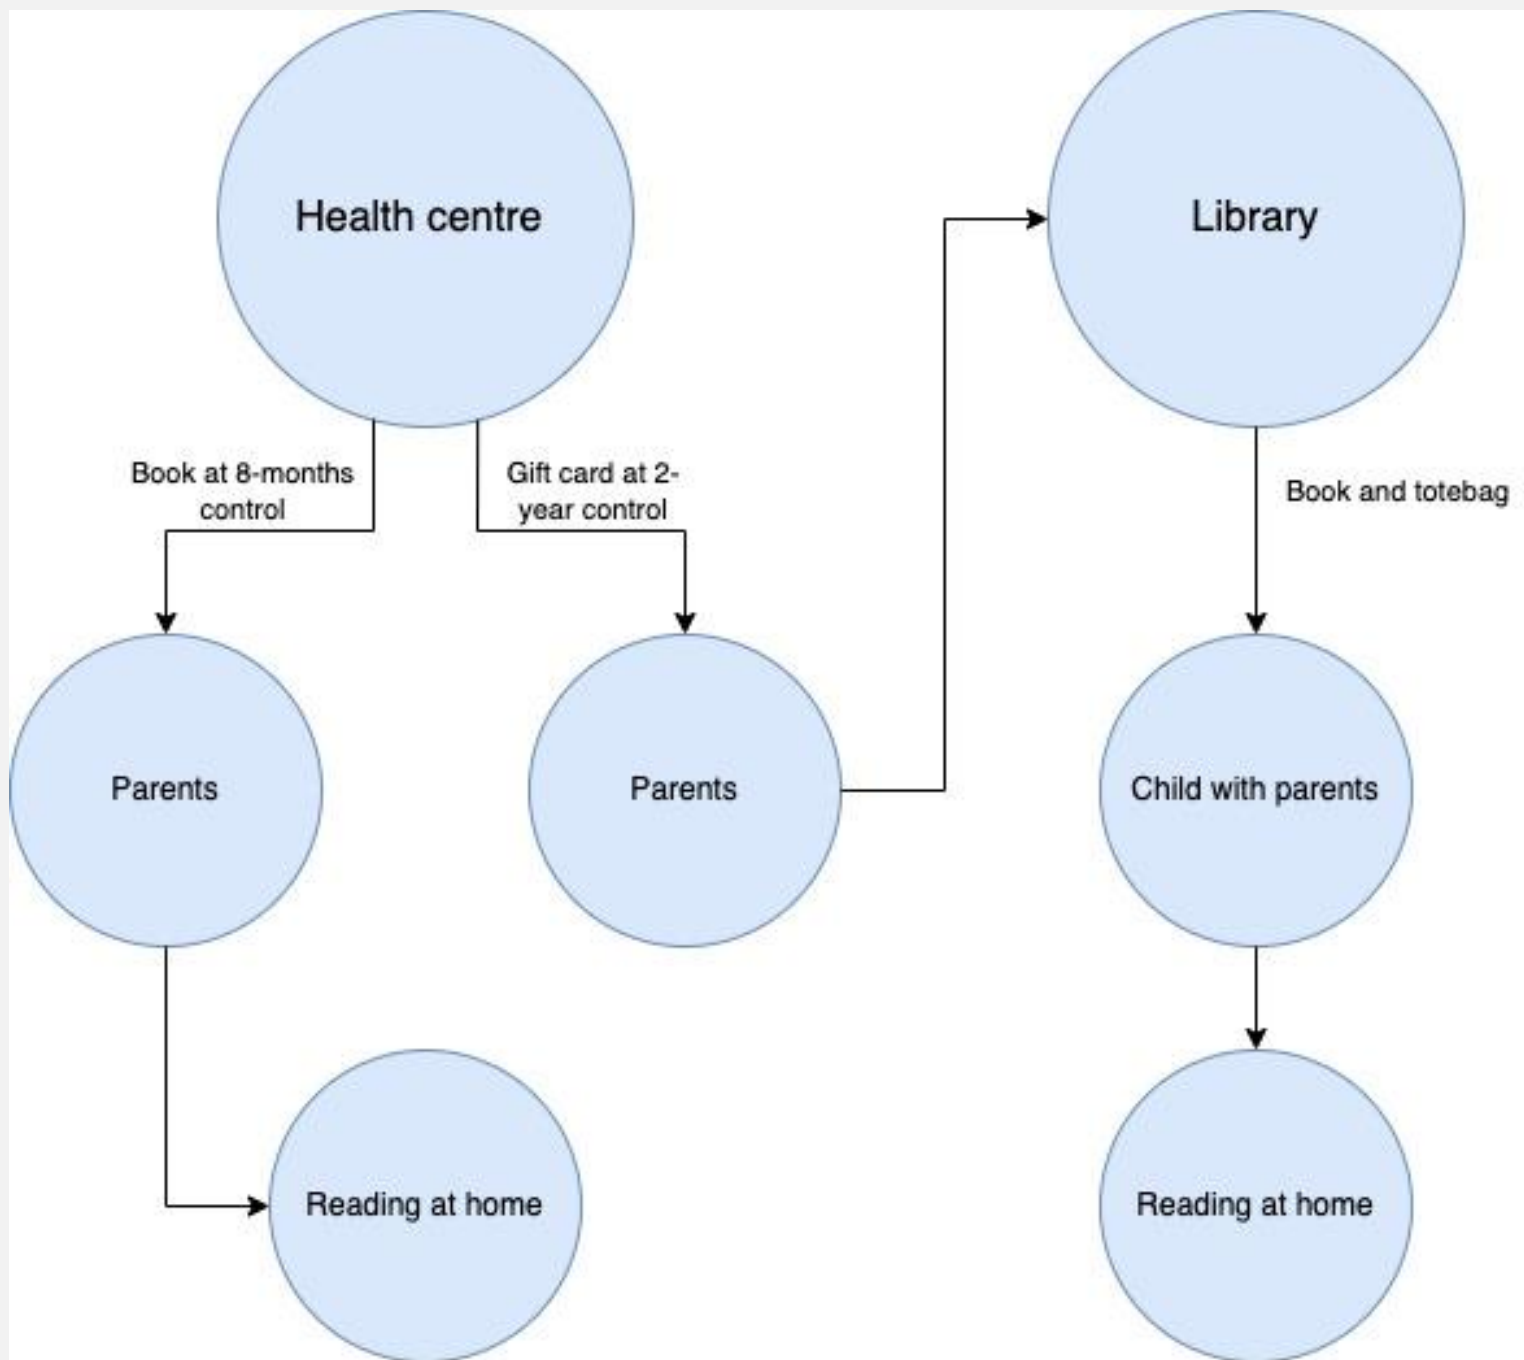 Health centre
Library
Book at 8-months
control
Gift card at 2-
year control
Book and totebag
Parents
Parents
Child with parents
Reading at home
Reading at home